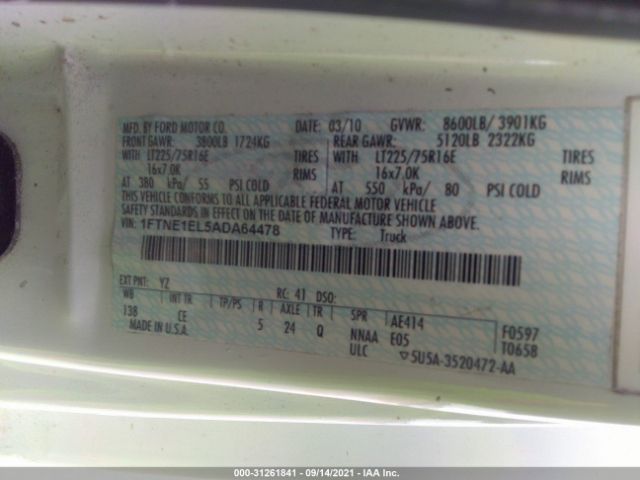 MFD. BY FORD MOTOR CO. DATE: 03/10 GVWR: 8600LB/ 3901KG
FRONT GAWR: 3800LB 1724KG REAR GAWR: 5120LB 2322KG
WITH LT225/75R16E TIRES WITH LT225/75R16E TIRES
16x7.0K RIMS 16x7.0K RIMS
AT 380 kPa/ 55 PSI COLD AT 550 kPa/ 80 PSI COLD
THIS VEHICLE CONFORMS TO ALL APPLICABLE FEDERAL MOTOR VEHICLE
SAFETY STANDARDS IN EFFECT ON THE DATE OF MANUFACTURE SHOWN ABOVE.
VIN: 1FTNE1EL5ADA64478 TYPE: Truck
EXT PNT: YZ RC: 41 DSO:
WB INT TR TP/PS R AXLE TR SPR AE414 F0597
138 CE 5 24 Q NNAA E05 T0658
MADE IN U.S.A. ULC ▽5U5A-3520472-AA
000-31261841 - 09/14/2021 - IAA Inc.